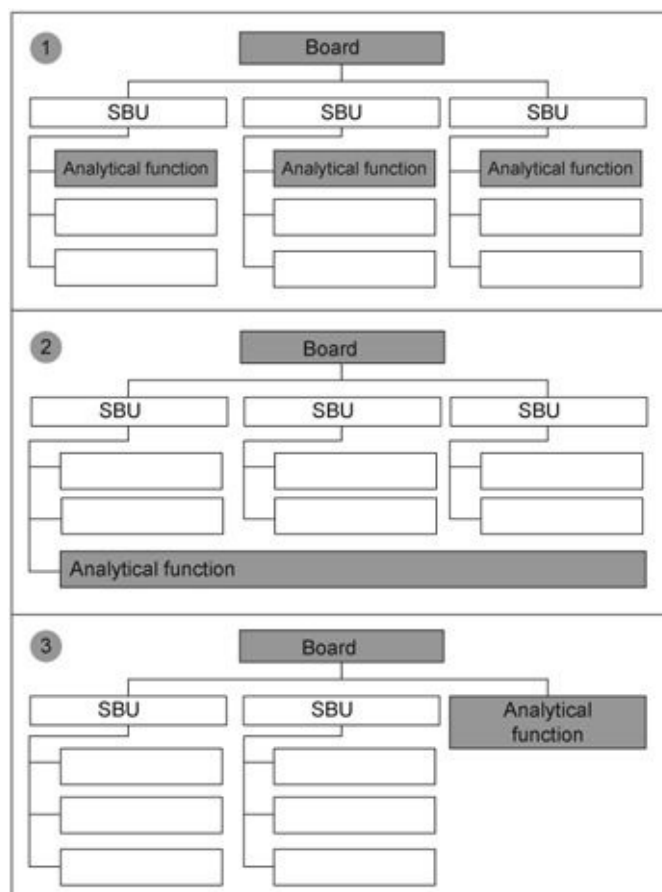 1
Board
SBU SBU SBU
Analytical function Analytical function Analytical function
2
Board
SBU SBU SBU
Analytical function
3
Board
SBU SBU Analytical
function